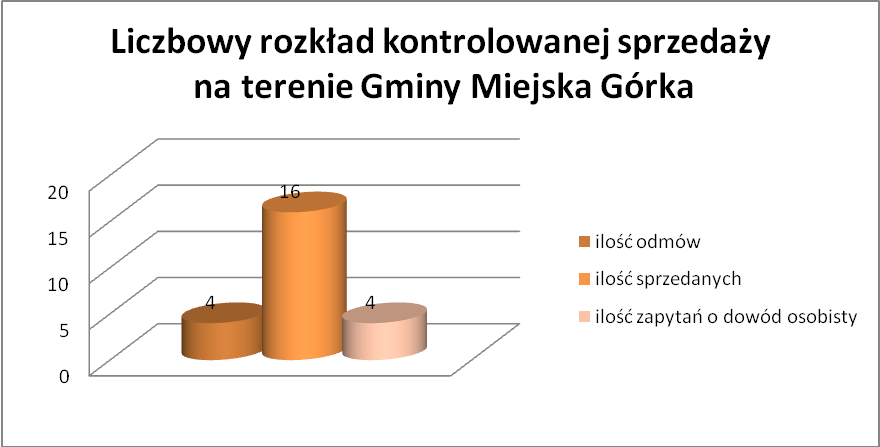 Liczbowy rozkład kontrolowanej sprzedaży
na terenie Gminy Miejska Górka
20
15
10
5
0
4
16
4
ilość odmów
ilość sprzedanych
ilość zapytań o dowód osobisty